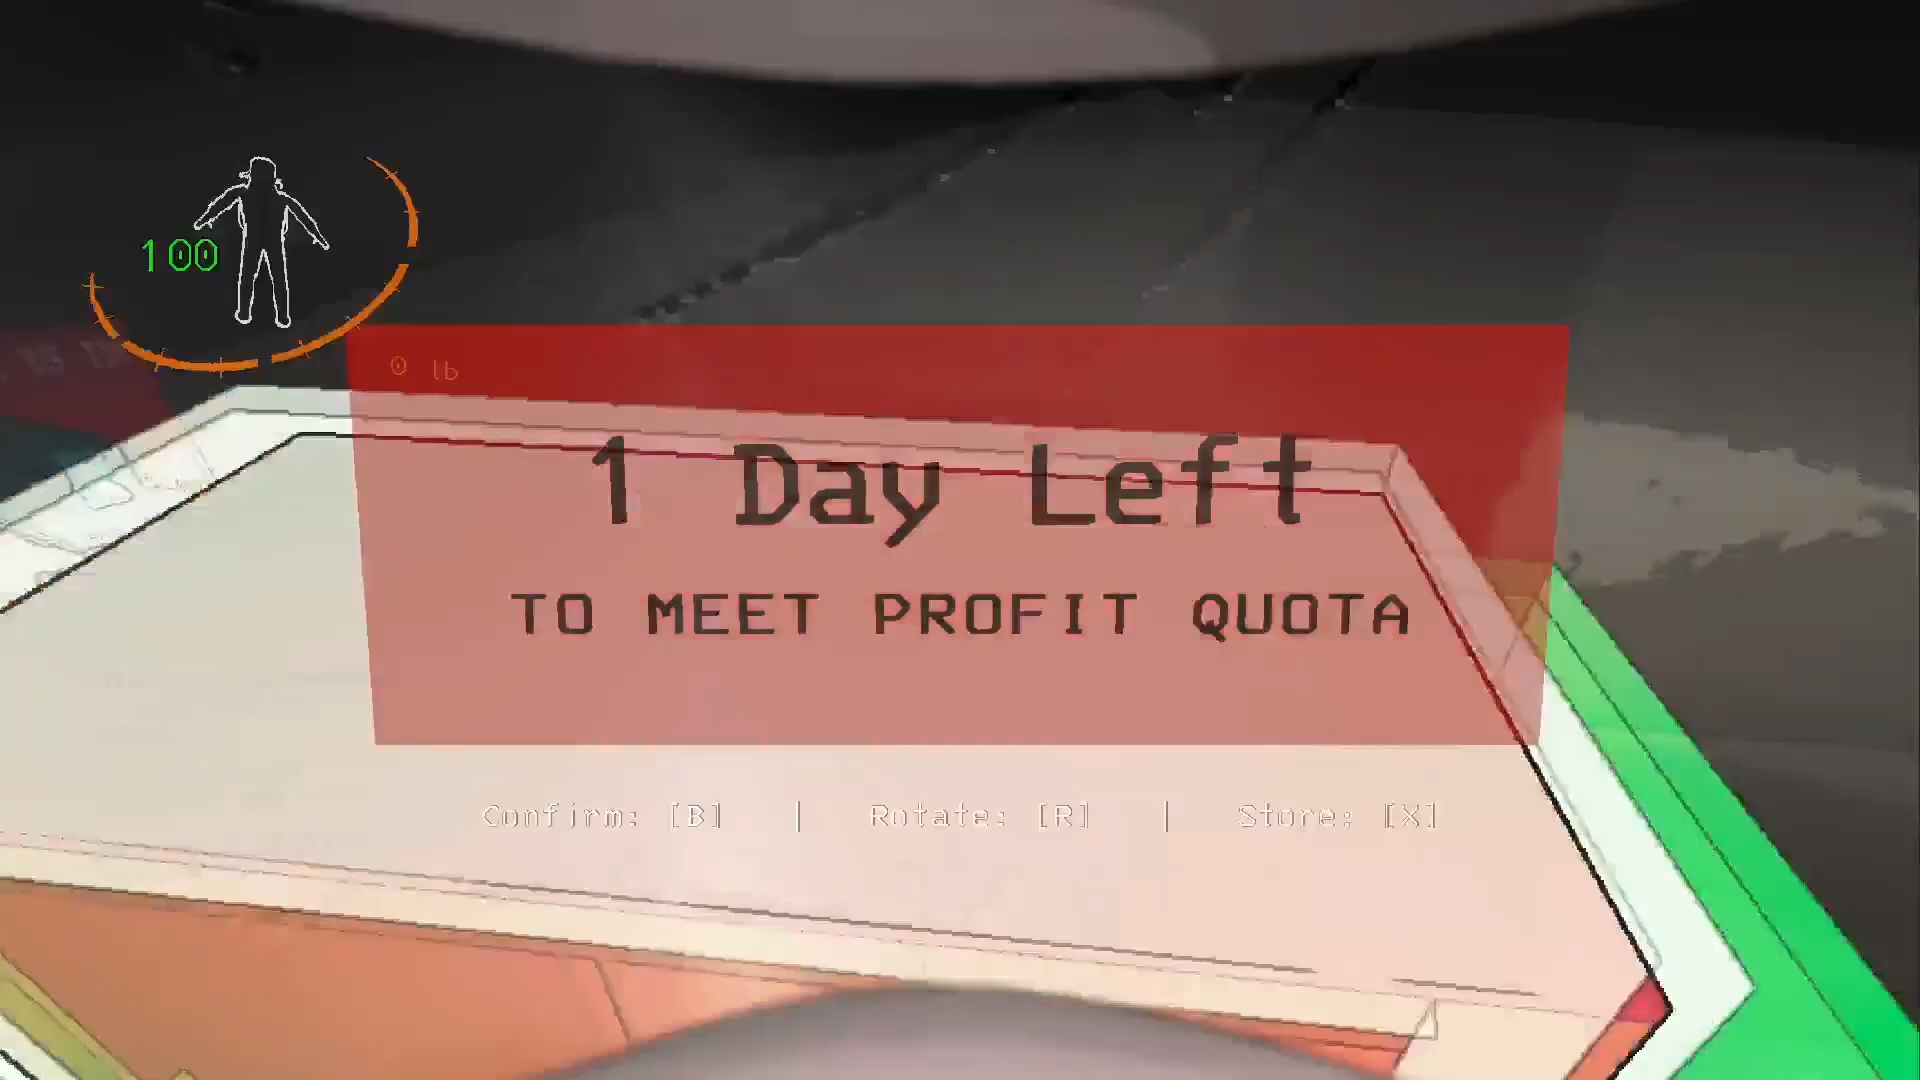 100
0 lb
1 Day Left
TO MEET PROFIT QUOTA
Confirm: [B] | Rotate: [R] | Store: [X]